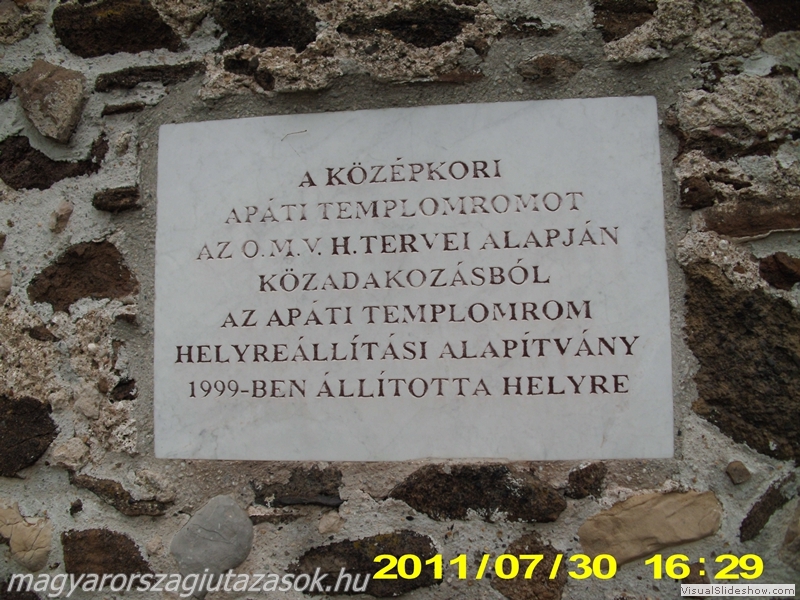 A KÖZÉPKORI
APÁTI TEMPLOMROMOT
AZ O.M.V.H.TERVEI ALAPJÁN
KÖZADAKOZÁSBÓL
AZ APÁTI TEMPLOMROM
HELYREÁLLÍTÁSI ALAPÍTVÁNY
1999-BEN ÁLLÍTOTTA HELYRE
2011/07/30 16:29
www.magyarorszagiutazasok.hu
VisualSlideshow.com